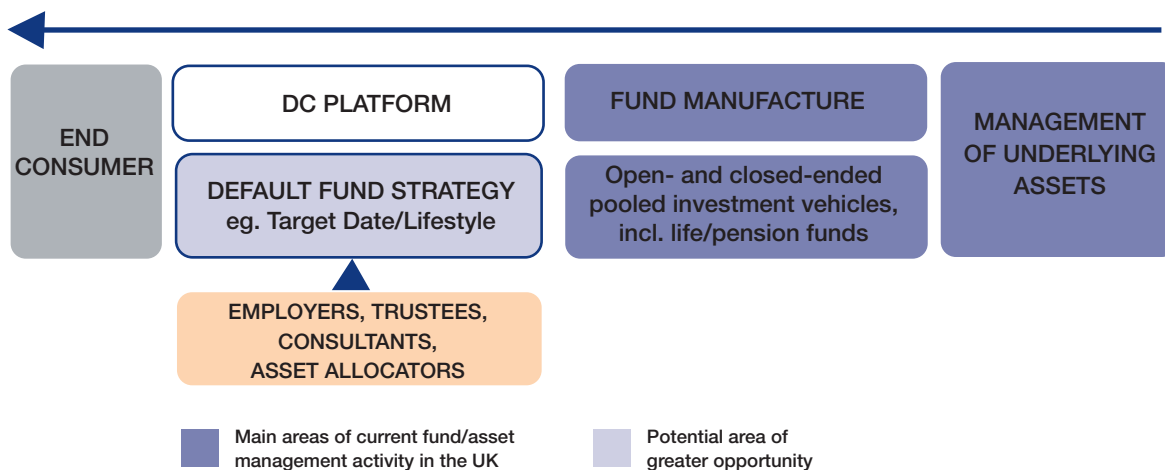 END
CONSUMER
DC PLATFORM
DEFAULT FUND STRATEGY
eg. Target Date/Lifestyle
EMPLOYERS, TRUSTEES,
CONSULTANTS,
ASSET ALLOCATORS
FUND MANUFACTURE
Open- and closed-ended
pooled investment vehicles,
incl. life/pension funds
MANAGEMENT
OF UNDERLYING
ASSETS
Main areas of current fund/asset
management activity in the UK
Potential area of
greater opportunity